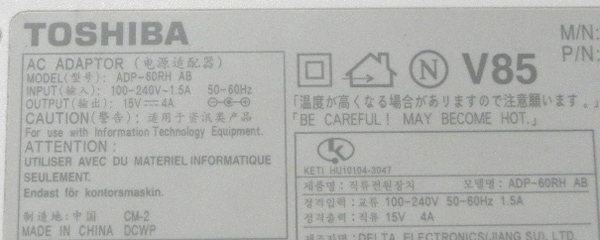 TOSHIBA
AC ADAPTOR (电源适配器)
MODEL(型号): ADP-60RH AB
INPUT(输入): 100-240V~1.5A 50-60Hz
OUTPUT(输出): 15V⎓4A
CAUTION(警告): 适用于资讯类产品
For use with Information Technology Equipment.
ATTENTION :
UTILISER AVEC DU MATERIEL INFORMATIQUE
SEULEMENT.
Endast för kontorsmaskin.
制造地: 中国 CM-2
MADE IN CHINA DCWP
N V85
M/N:
P/N:
「温度が高くなる場合がありますので注意願います。」
「BE CAREFUL! MAY BECOME HOT.」
KETI HU10104-3947
제품명: 직류전원장치 모델명: ADP-60RH AB
정격입력: 교류 100-240V 50-60Hz 1.5A
정격출력: 직류 15V 4A
제조원: DELTA ELECTRONICS(JIANG SU), LTD.